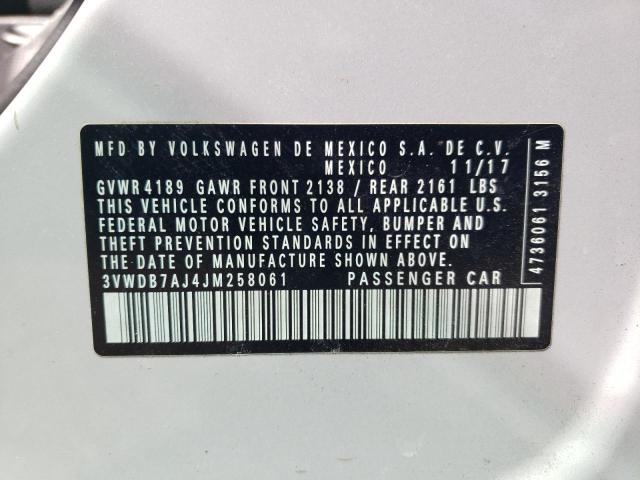 MFD BY VOLKSWAGEN DE MEXICO S.A. DE C.V.
MEXICO 11/17
GVWR 4189 GAWR FRONT 2138 / REAR 2161 LBS
THIS VEHICLE CONFORMS TO ALL APPLICABLE U.S.
FEDERAL MOTOR VEHICLE SAFETY, BUMPER AND
THEFT PREVENTION STANDARDS IN EFFECT ON
THE DATE OF MANUFACTURE SHOWN ABOVE.
3VWDB7AJ4JM258061 PASSENGER CAR
4736061 3156 M